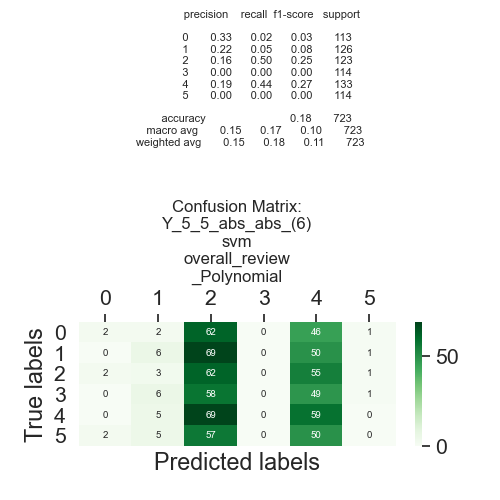 precision recall f1-score support
0 0.33 0.02 0.03 113
1 0.22 0.05 0.08 126
2 0.16 0.50 0.25 123
3 0.00 0.00 0.00 114
4 0.19 0.44 0.27 133
5 0.00 0.00 0.00 114
accuracy 0.18 723
macro avg 0.15 0.17 0.10 723
weighted avg 0.15 0.18 0.11 723
Confusion Matrix:
Y_5_5_abs_abs_(6)
svm
overall_review
_Polynomial
0 1 2 3 4 5
0 2 2 62 0 46 1
1 0 6 69 0 50 1
2 2 3 62 0 55 1
3 0 6 58 0 49 1
4 0 5 69 0 59 0
5 2 5 57 0 50 0
True labels
Predicted labels
50
0